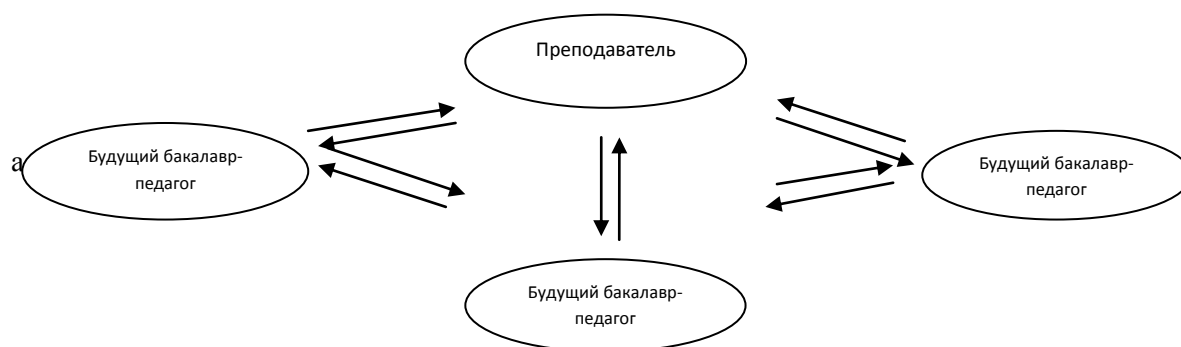 Преподаватель
а
Будущий бакалавр-
педагог
Будущий бакалавр-
педагог
Будущий бакалавр-
педагог